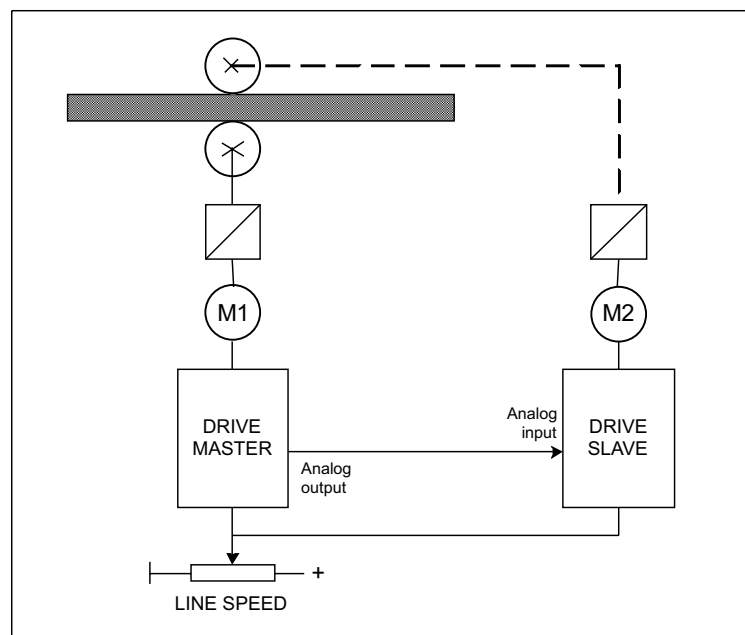 M1
M2
DRIVE
MASTER
Analog
output
Analog
input
DRIVE
SLAVE
+
LINE SPEED